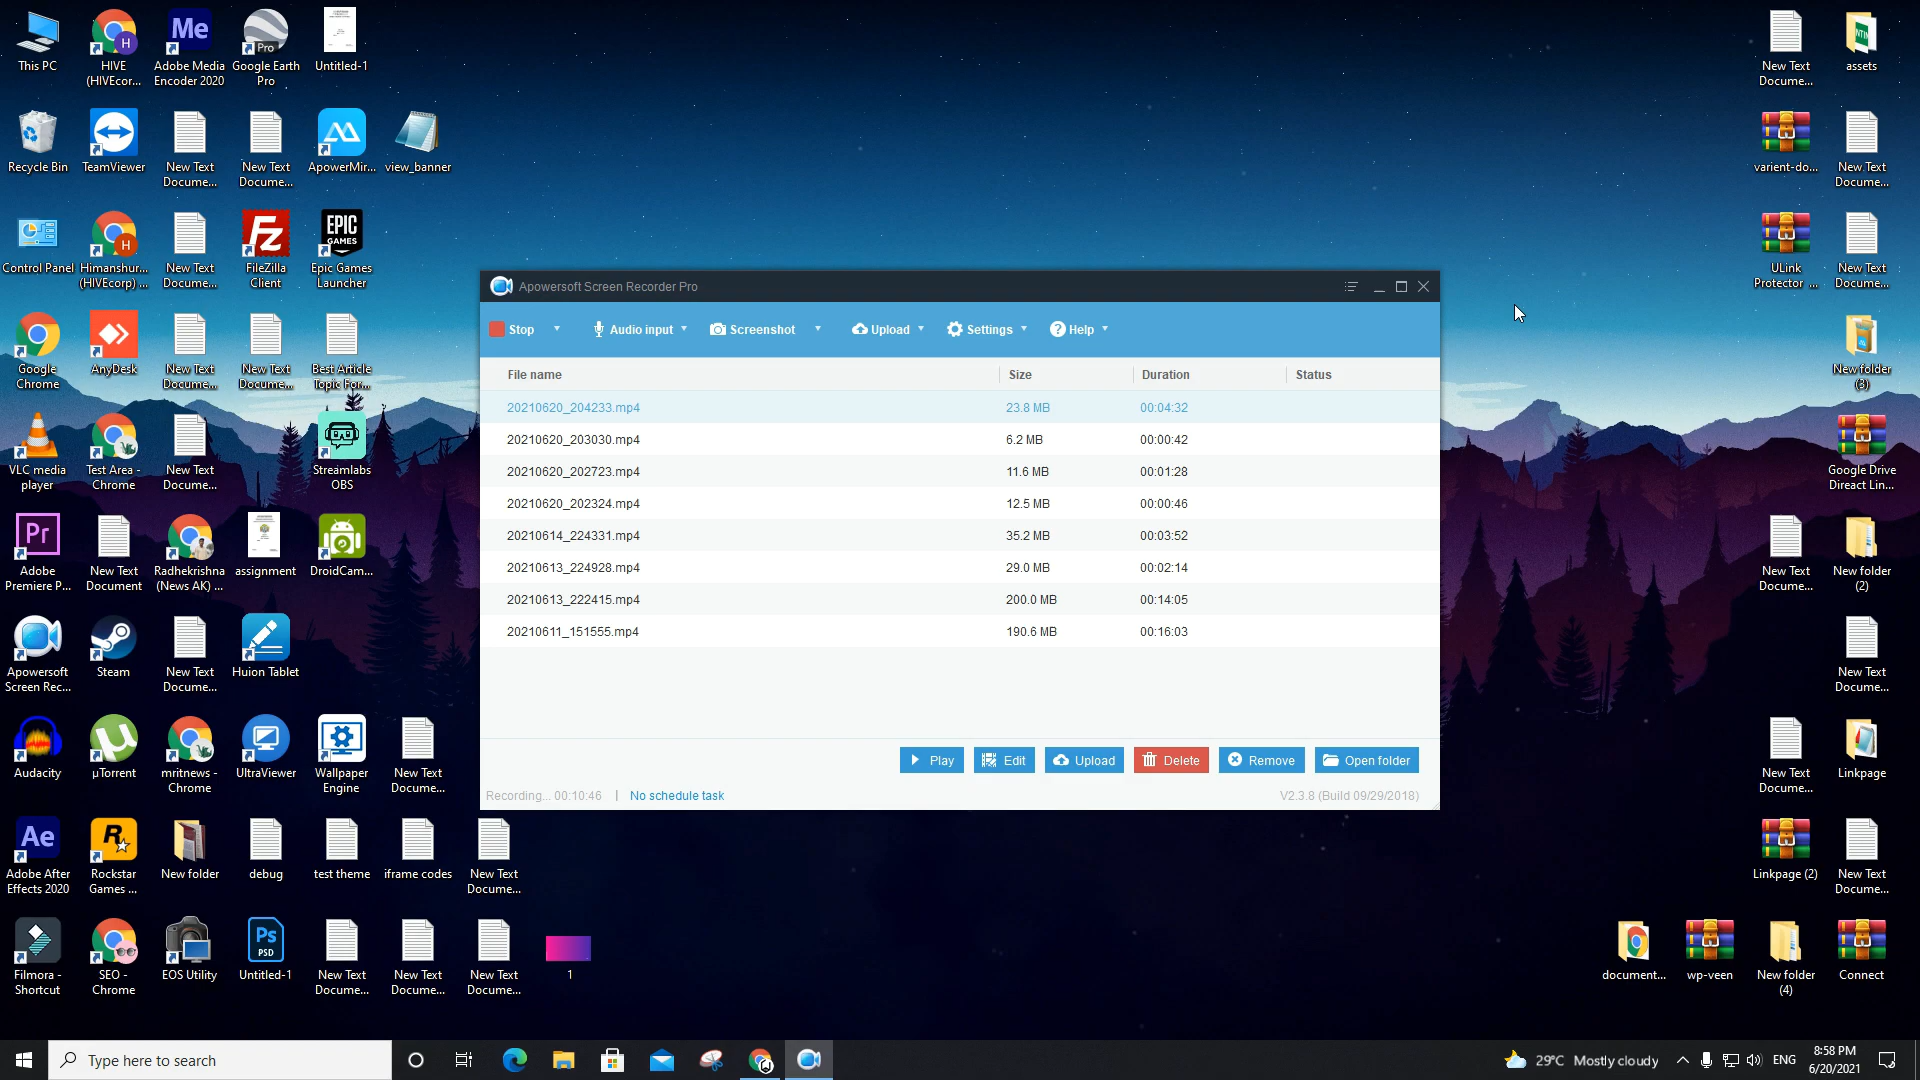 This PC
HIVE
(HIVEcor...
Me
Adobe Media
Encoder 2020
Pro
Google Earth
Pro
Untitled-1
New Text
Docume...
assets
Recycle Bin
TeamViewer
New Text
Docume...
New Text
Docume...
ApowerMir...
view_banner
varient-do...
New Text
Docume...
Control Panel
H
Himanshur...
(HIVEcorp) ...
New Text
Docume...
Fz
FileZilla
Client
EPIC
GAMES
Epic Games
Launcher
ULink
Protector ...
New Text
Docume...
Google
Chrome
AnyDesk
New Text
Docume...
New Text
Docume...
Best Article
Topic For...
New folder
(3)
VLC media
player
Test Area -
Chrome
New Text
Docume...
Streamlabs
OBS
Google Drive
Direact Lin...
Pr
Adobe
Premiere P...
New Text
Document
Radhekrishna
(News AK) ...
assignment
DroidCam...
New Text
Docume...
New folder
(2)
Apowersoft
Screen Rec...
Steam
New Text
Docume...
Huion Tablet
New Text
Docume...
Audacity
µTorrent
mritnews -
Chrome
UltraViewer
Wallpaper
Engine
New Text
Docume...
New Text
Docume...
Linkpage
Ae
Adobe After
Effects 2020
R
Rockstar
Games ...
New folder
debug
test theme
iframe codes
New Text
Docume...
Linkpage (2)
New Text
Docume...
Filmora -
Shortcut
SEO -
Chrome
EOS Utility
Ps
PSD
Untitled-1
New Text
Docume...
New Text
Docume...
New Text
Docume...
1
document...
wp-veen
New folder
(4)
Connect
Apowersoft Screen Recorder Pro
Stop Audio input Screenshot Upload Settings Help
File name Size Duration Status
20210620_204233.mp4 23.8 MB 00:04:32
20210620_203030.mp4 6.2 MB 00:00:42
20210620_202723.mp4 11.6 MB 00:01:28
20210620_202324.mp4 12.5 MB 00:00:46
20210614_224331.mp4 35.2 MB 00:03:52
20210613_224928.mp4 29.0 MB 00:02:14
20210613_222415.mp4 200.0 MB 00:14:05
20210611_151555.mp4 190.6 MB 00:16:03
Play Edit Upload Delete Remove Open folder
Recording... 00:10:46 | No schedule task V2.3.8 (Build 09/29/2018)
Type here to search
29°C Mostly cloudy
ENG
8:58 PM
6/20/2021